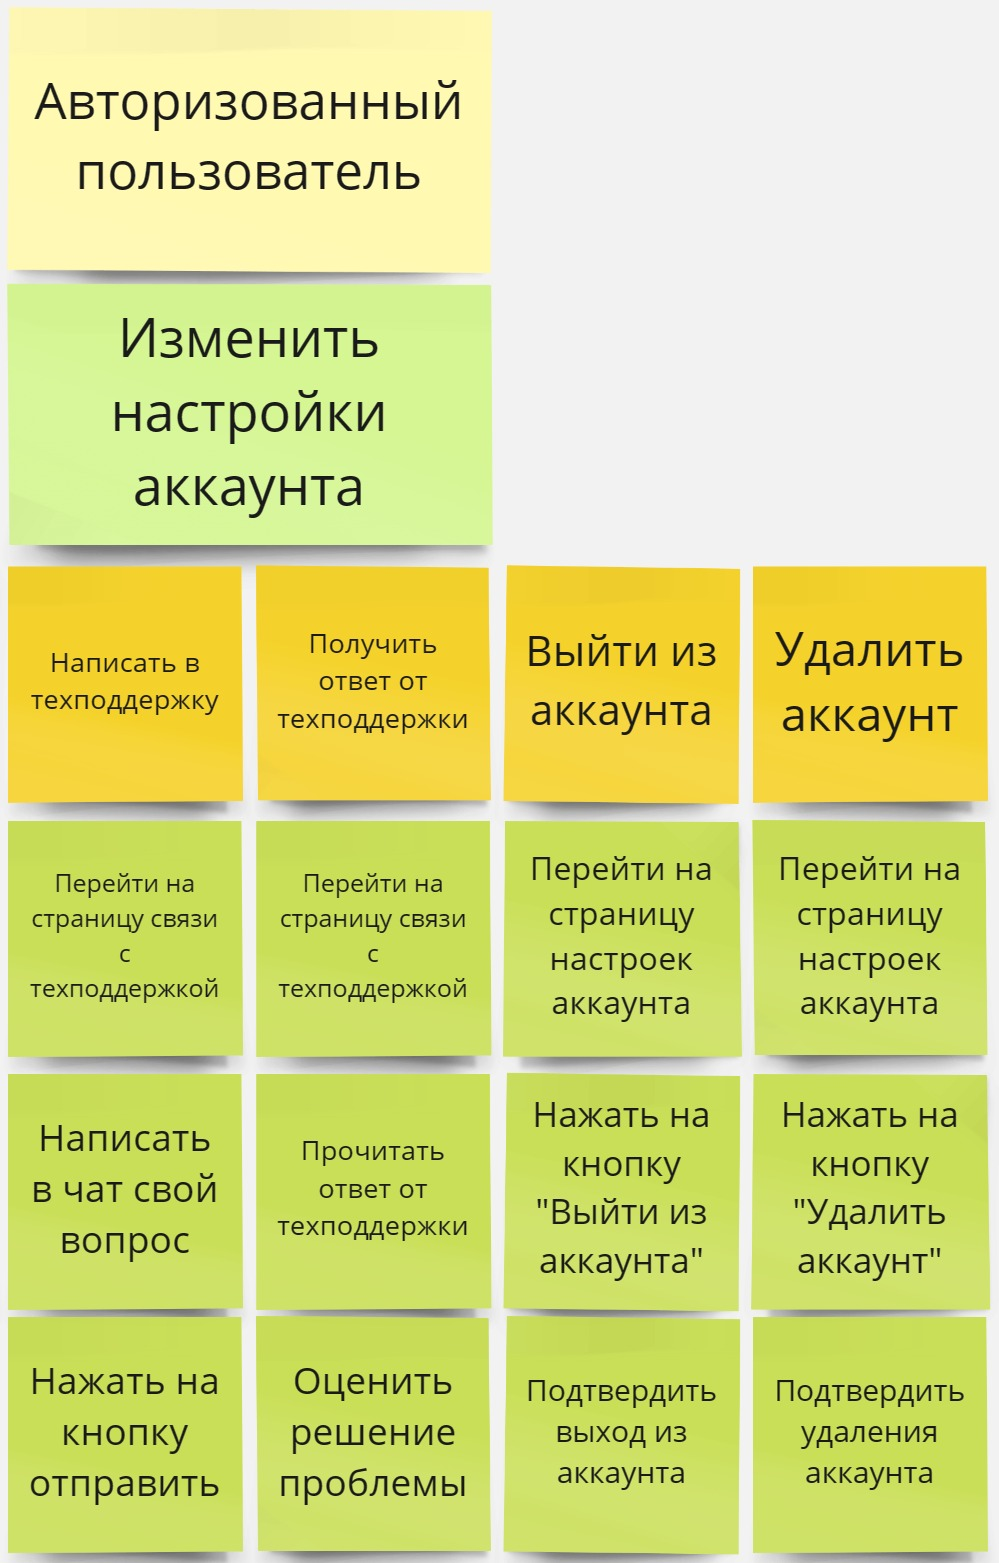 Авторизованный
пользователь
Изменить
настройки
аккаунта
Написать в
техподдержку
Получить
ответ от
техподдержки
Выйти из
аккаунта
Удалить
аккаунт
Перейти на
страницу связи
с
техподдержкой
Перейти на
страницу связи
с
техподдержкой
Перейти на
страницу
настроек
аккаунта
Перейти на
страницу
настроек
аккаунта
Написать
в чат свой
вопрос
Прочитать
ответ от
техподдержки
Нажать на
кнопку
"Выйти из
аккаунта"
Нажать на
кнопку
"Удалить
аккаунт"
Нажать на
кнопку
отправить
Оценить
решение
проблемы
Подтвердить
выход из
аккаунта
Подтвердить
удаления
аккаунта